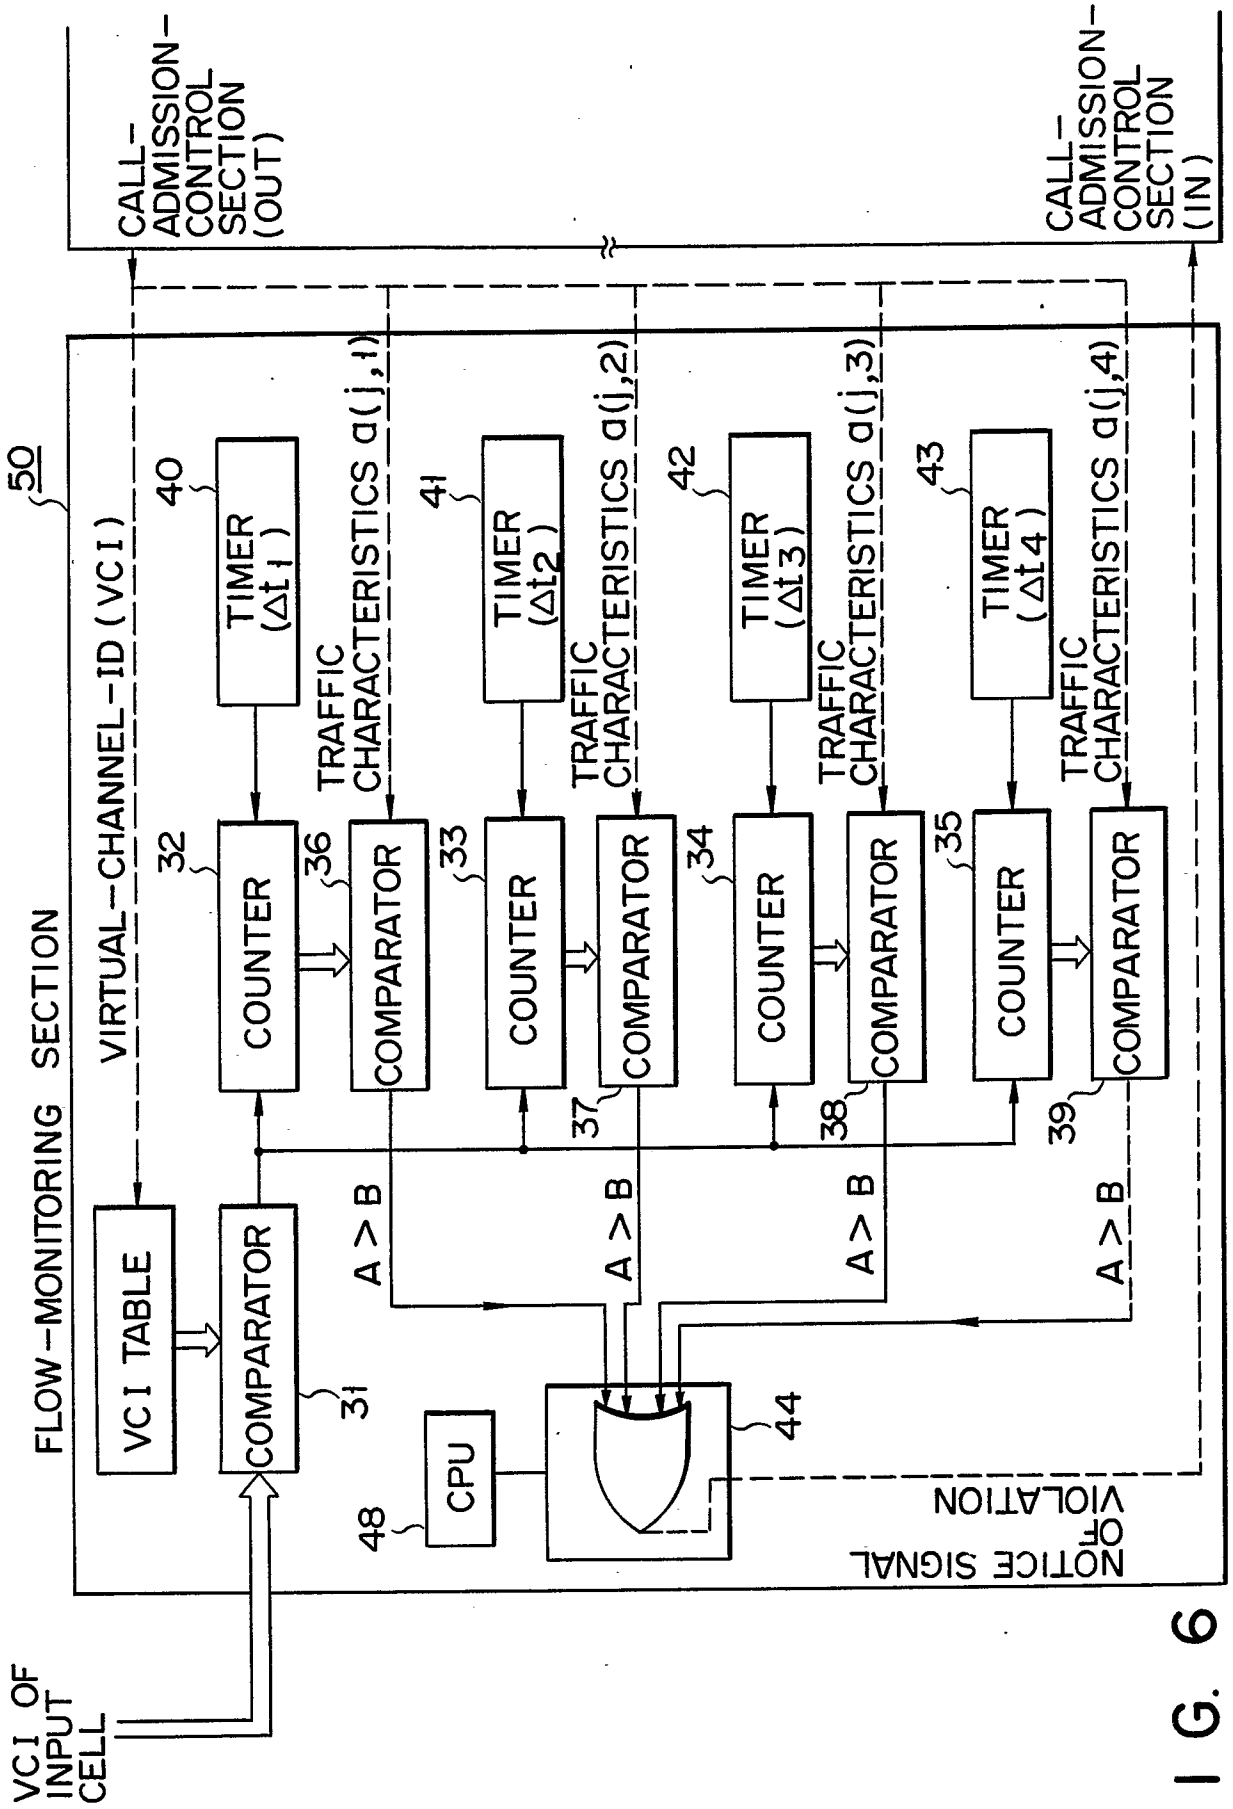 VCI OF
INPUT
CELL
FLOW-MONITORING SECTION
50
VIRTUAL-CHANNEL-ID (VCI)
CALL-
ADMISSION-
CONTROL
SECTION
(OUT)
VCI TABLE
COMPARATOR
31
32
COUNTER
40
TIMER
(Δt1)
36
COMPARATOR
TRAFFIC
CHARACTERISTICS a(j,1)
A > B
33
COUNTER
41
TIMER
(Δt2)
37
COMPARATOR
TRAFFIC
CHARACTERISTICS a(j,2)
A > B
34
COUNTER
42
TIMER
(Δt3)
38
COMPARATOR
TRAFFIC
CHARACTERISTICS a(j,3)
A > B
35
COUNTER
43
TIMER
(Δt4)
39
COMPARATOR
TRAFFIC
CHARACTERISTICS a(j,4)
A > B
48
CPU
44
NOTICE SIGNAL
OF
VIOLATION
CALL-
ADMISSION-
CONTROL
SECTION
(IN)
I G. 6